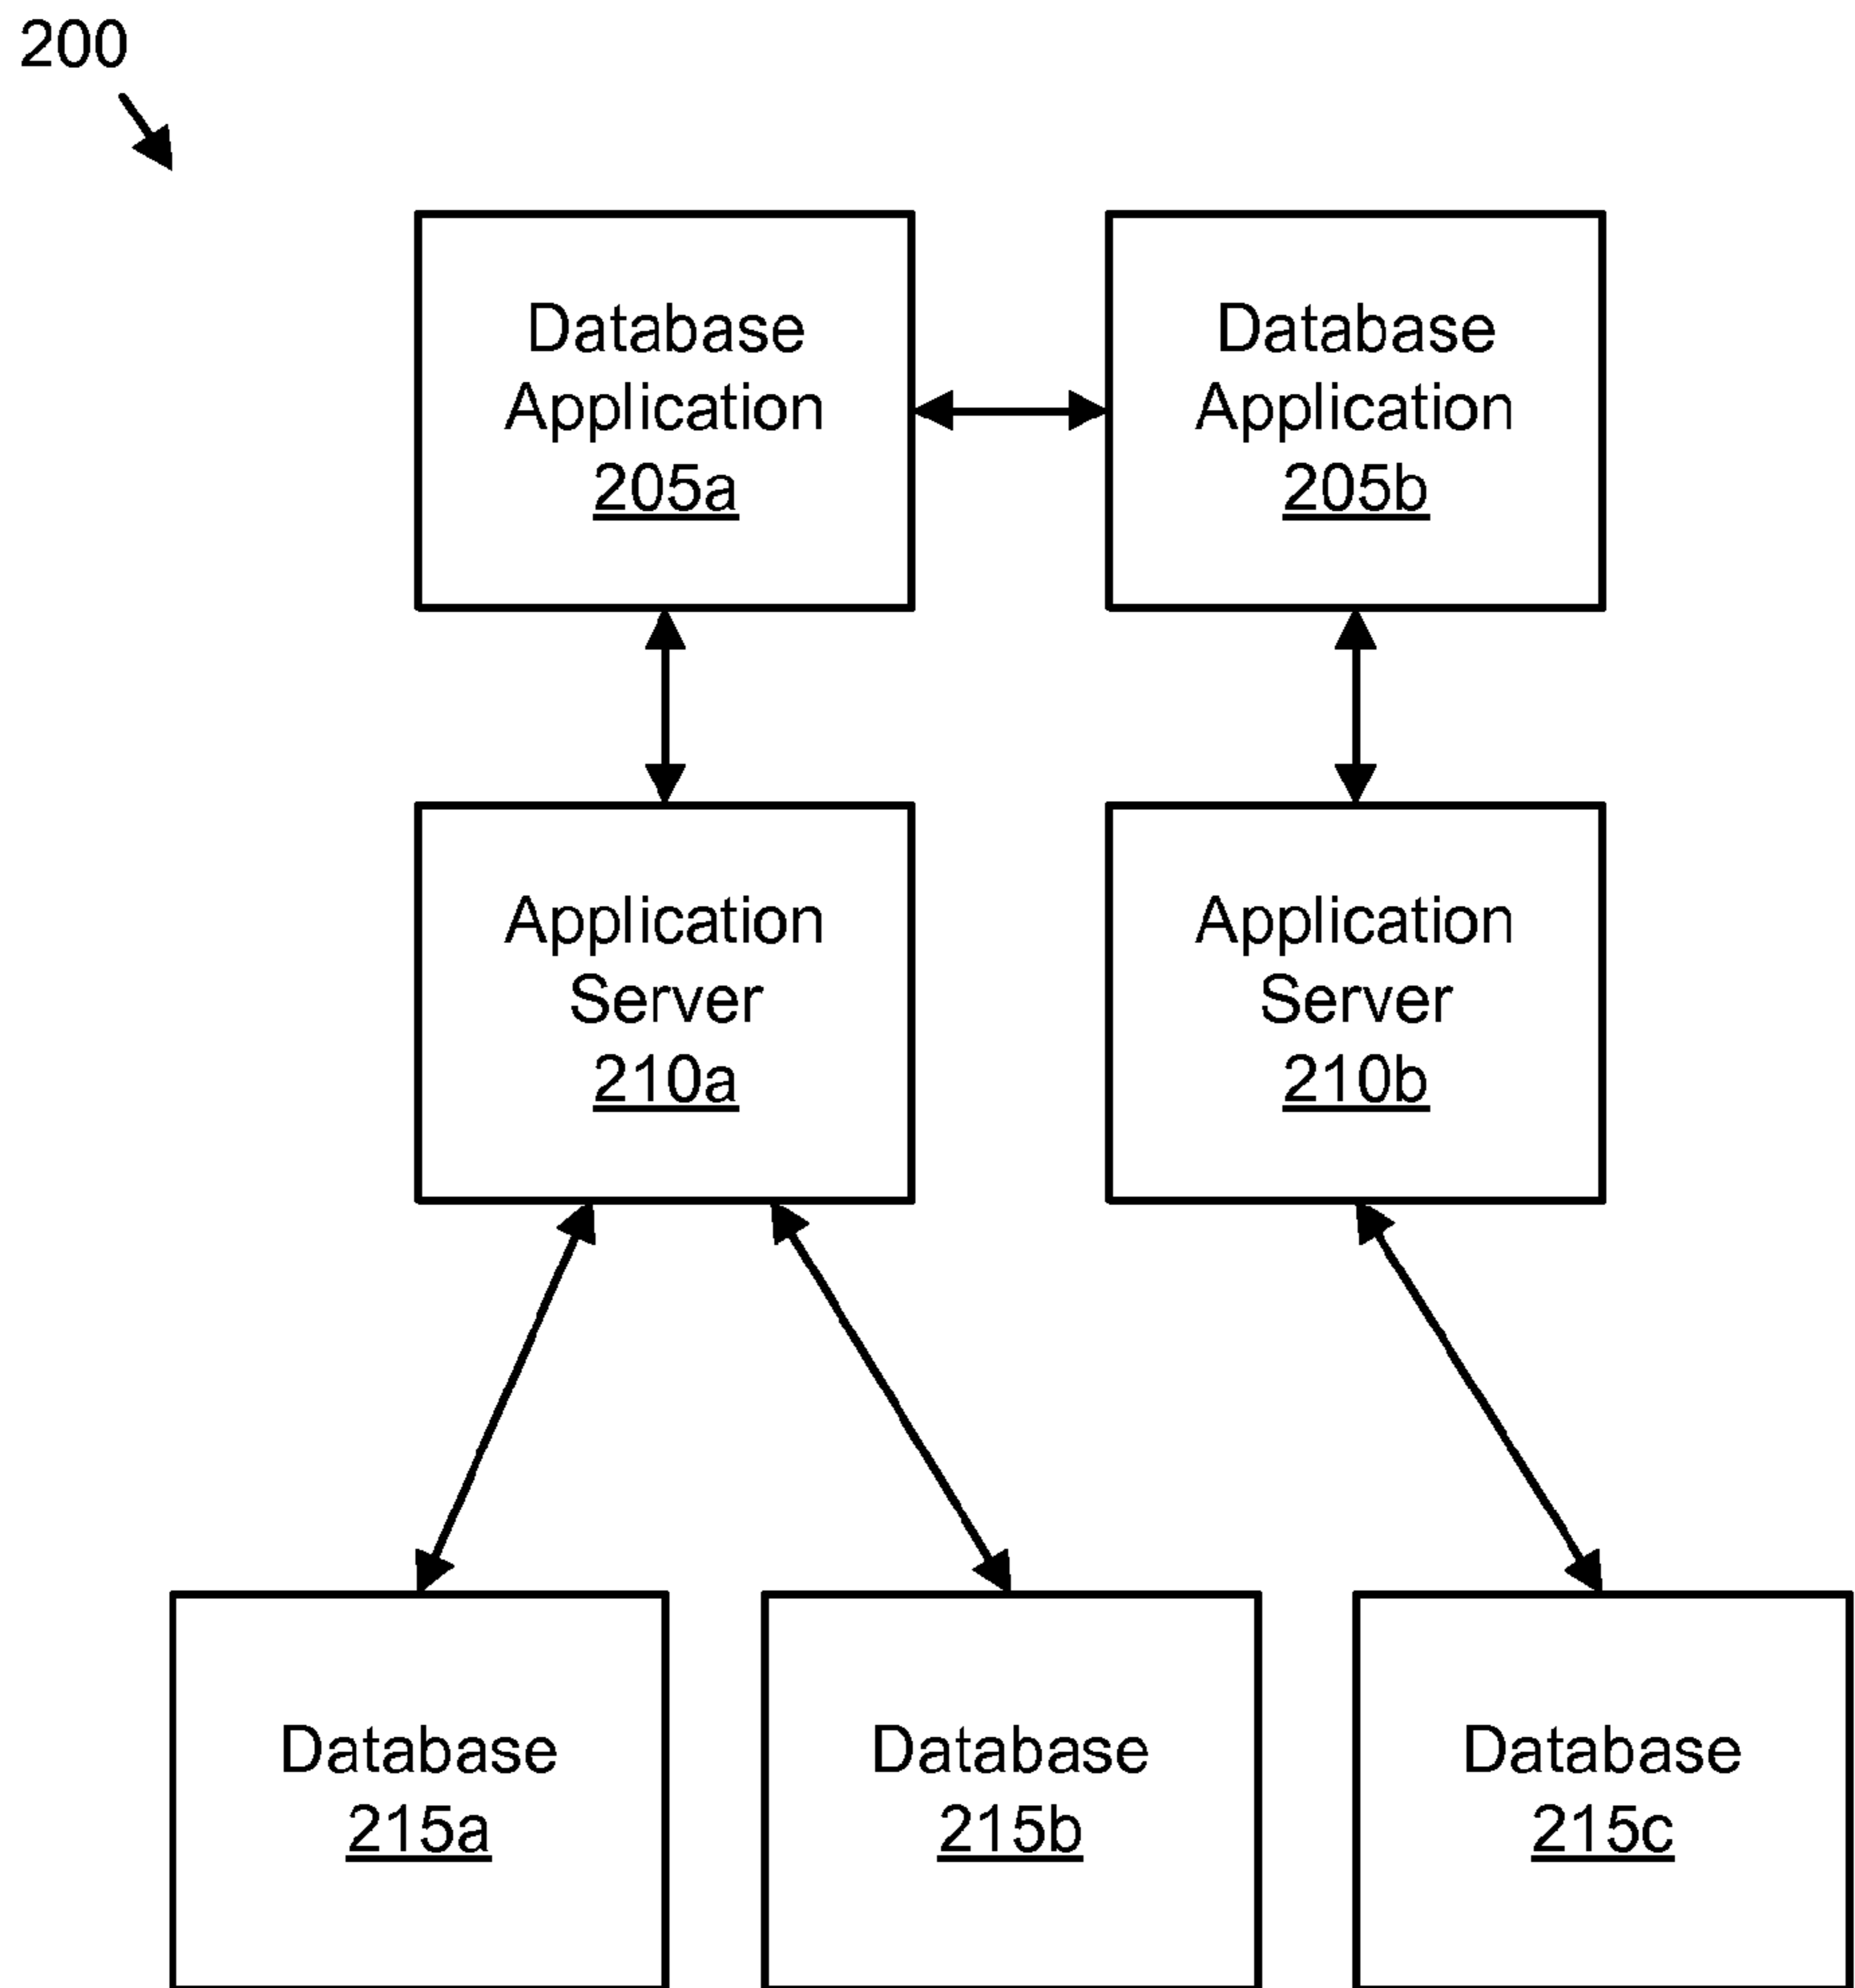 200
Database
Application
205a
Database
Application
205b
Application
Server
210a
Application
Server
210b
Database
215a
Database
215b
Database
215c